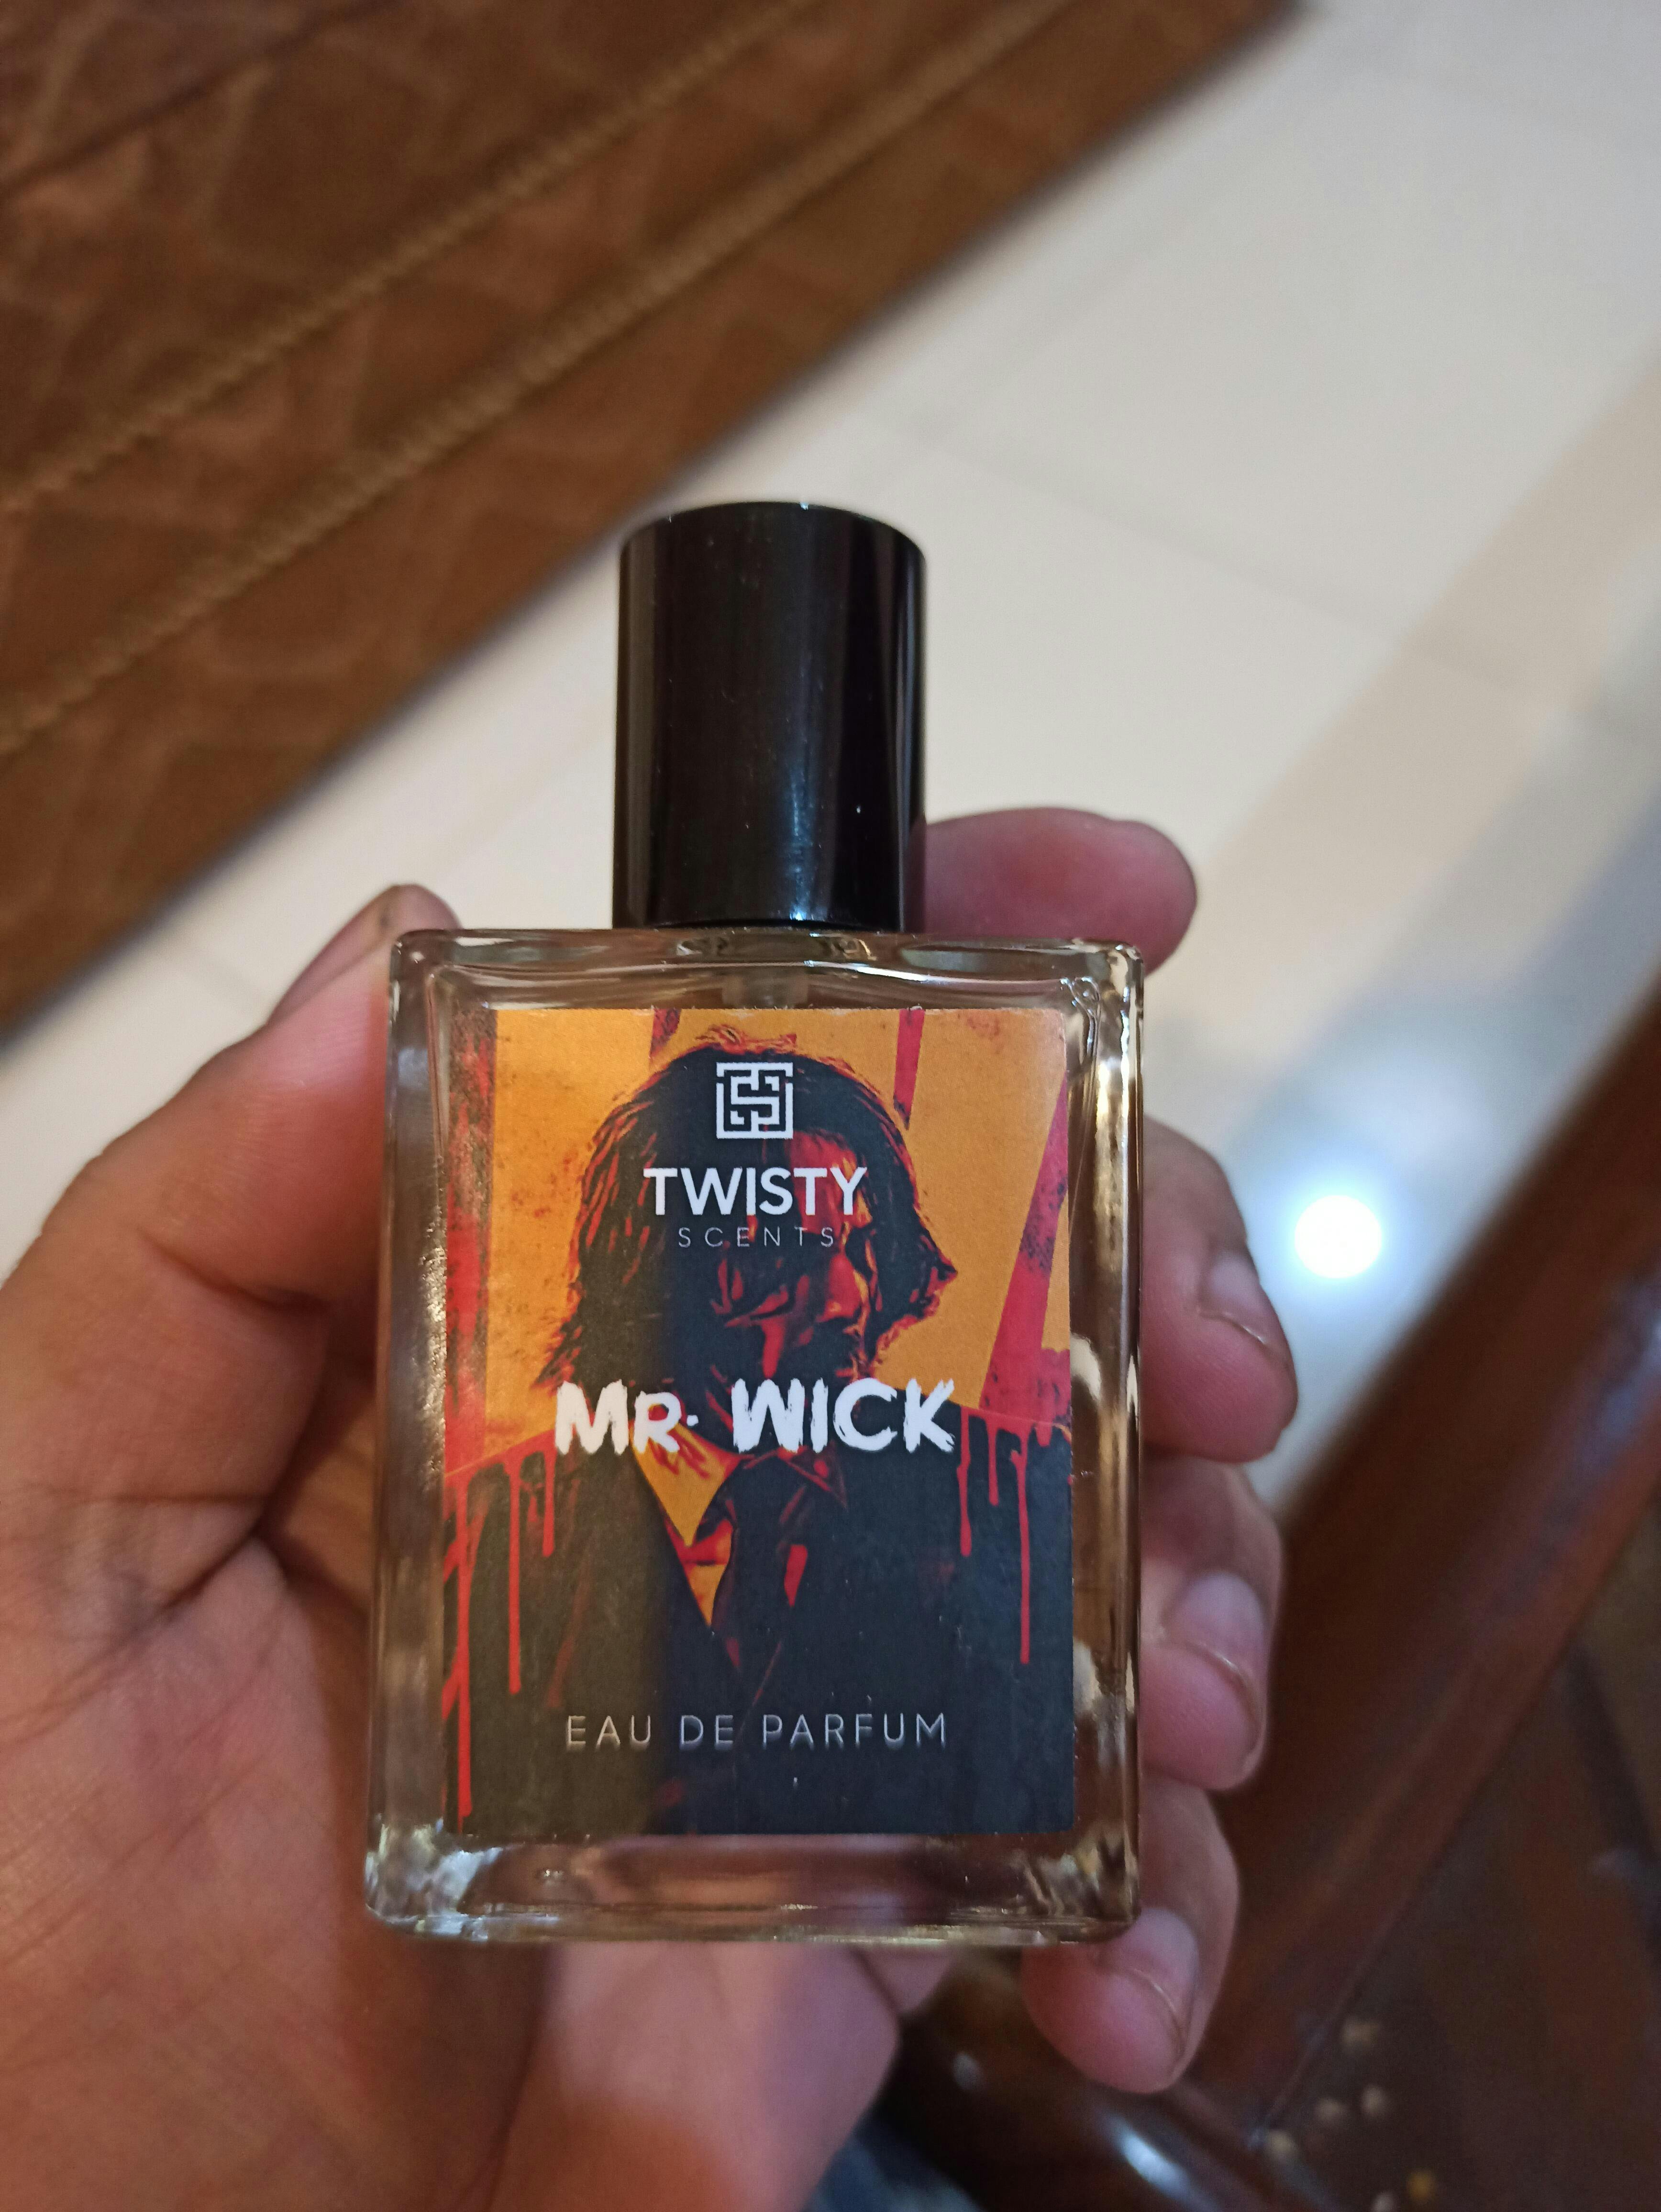 TWISTY
SCENTS
MR. WICK
EAU DE PARFUM